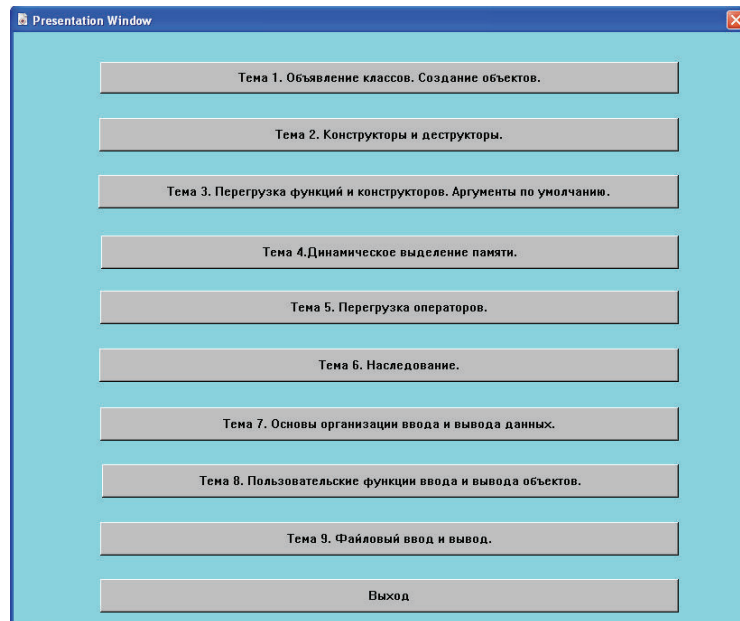 Presentation Window
Тема 1. Объявление классов. Создание объектов.
Тема 2. Конструкторы и деструкторы.
Тема 3. Перегрузка функций и конструкторов. Аргументы по умолчанию.
Тема 4.Динамическое выделение памяти.
Тема 5. Перегрузка операторов.
Тема 6. Наследование.
Тема 7. Основы организации ввода и вывода данных.
Тема 8. Пользовательские функции ввода и вывода объектов.
Тема 9. Файловый ввод и вывод.
Выход